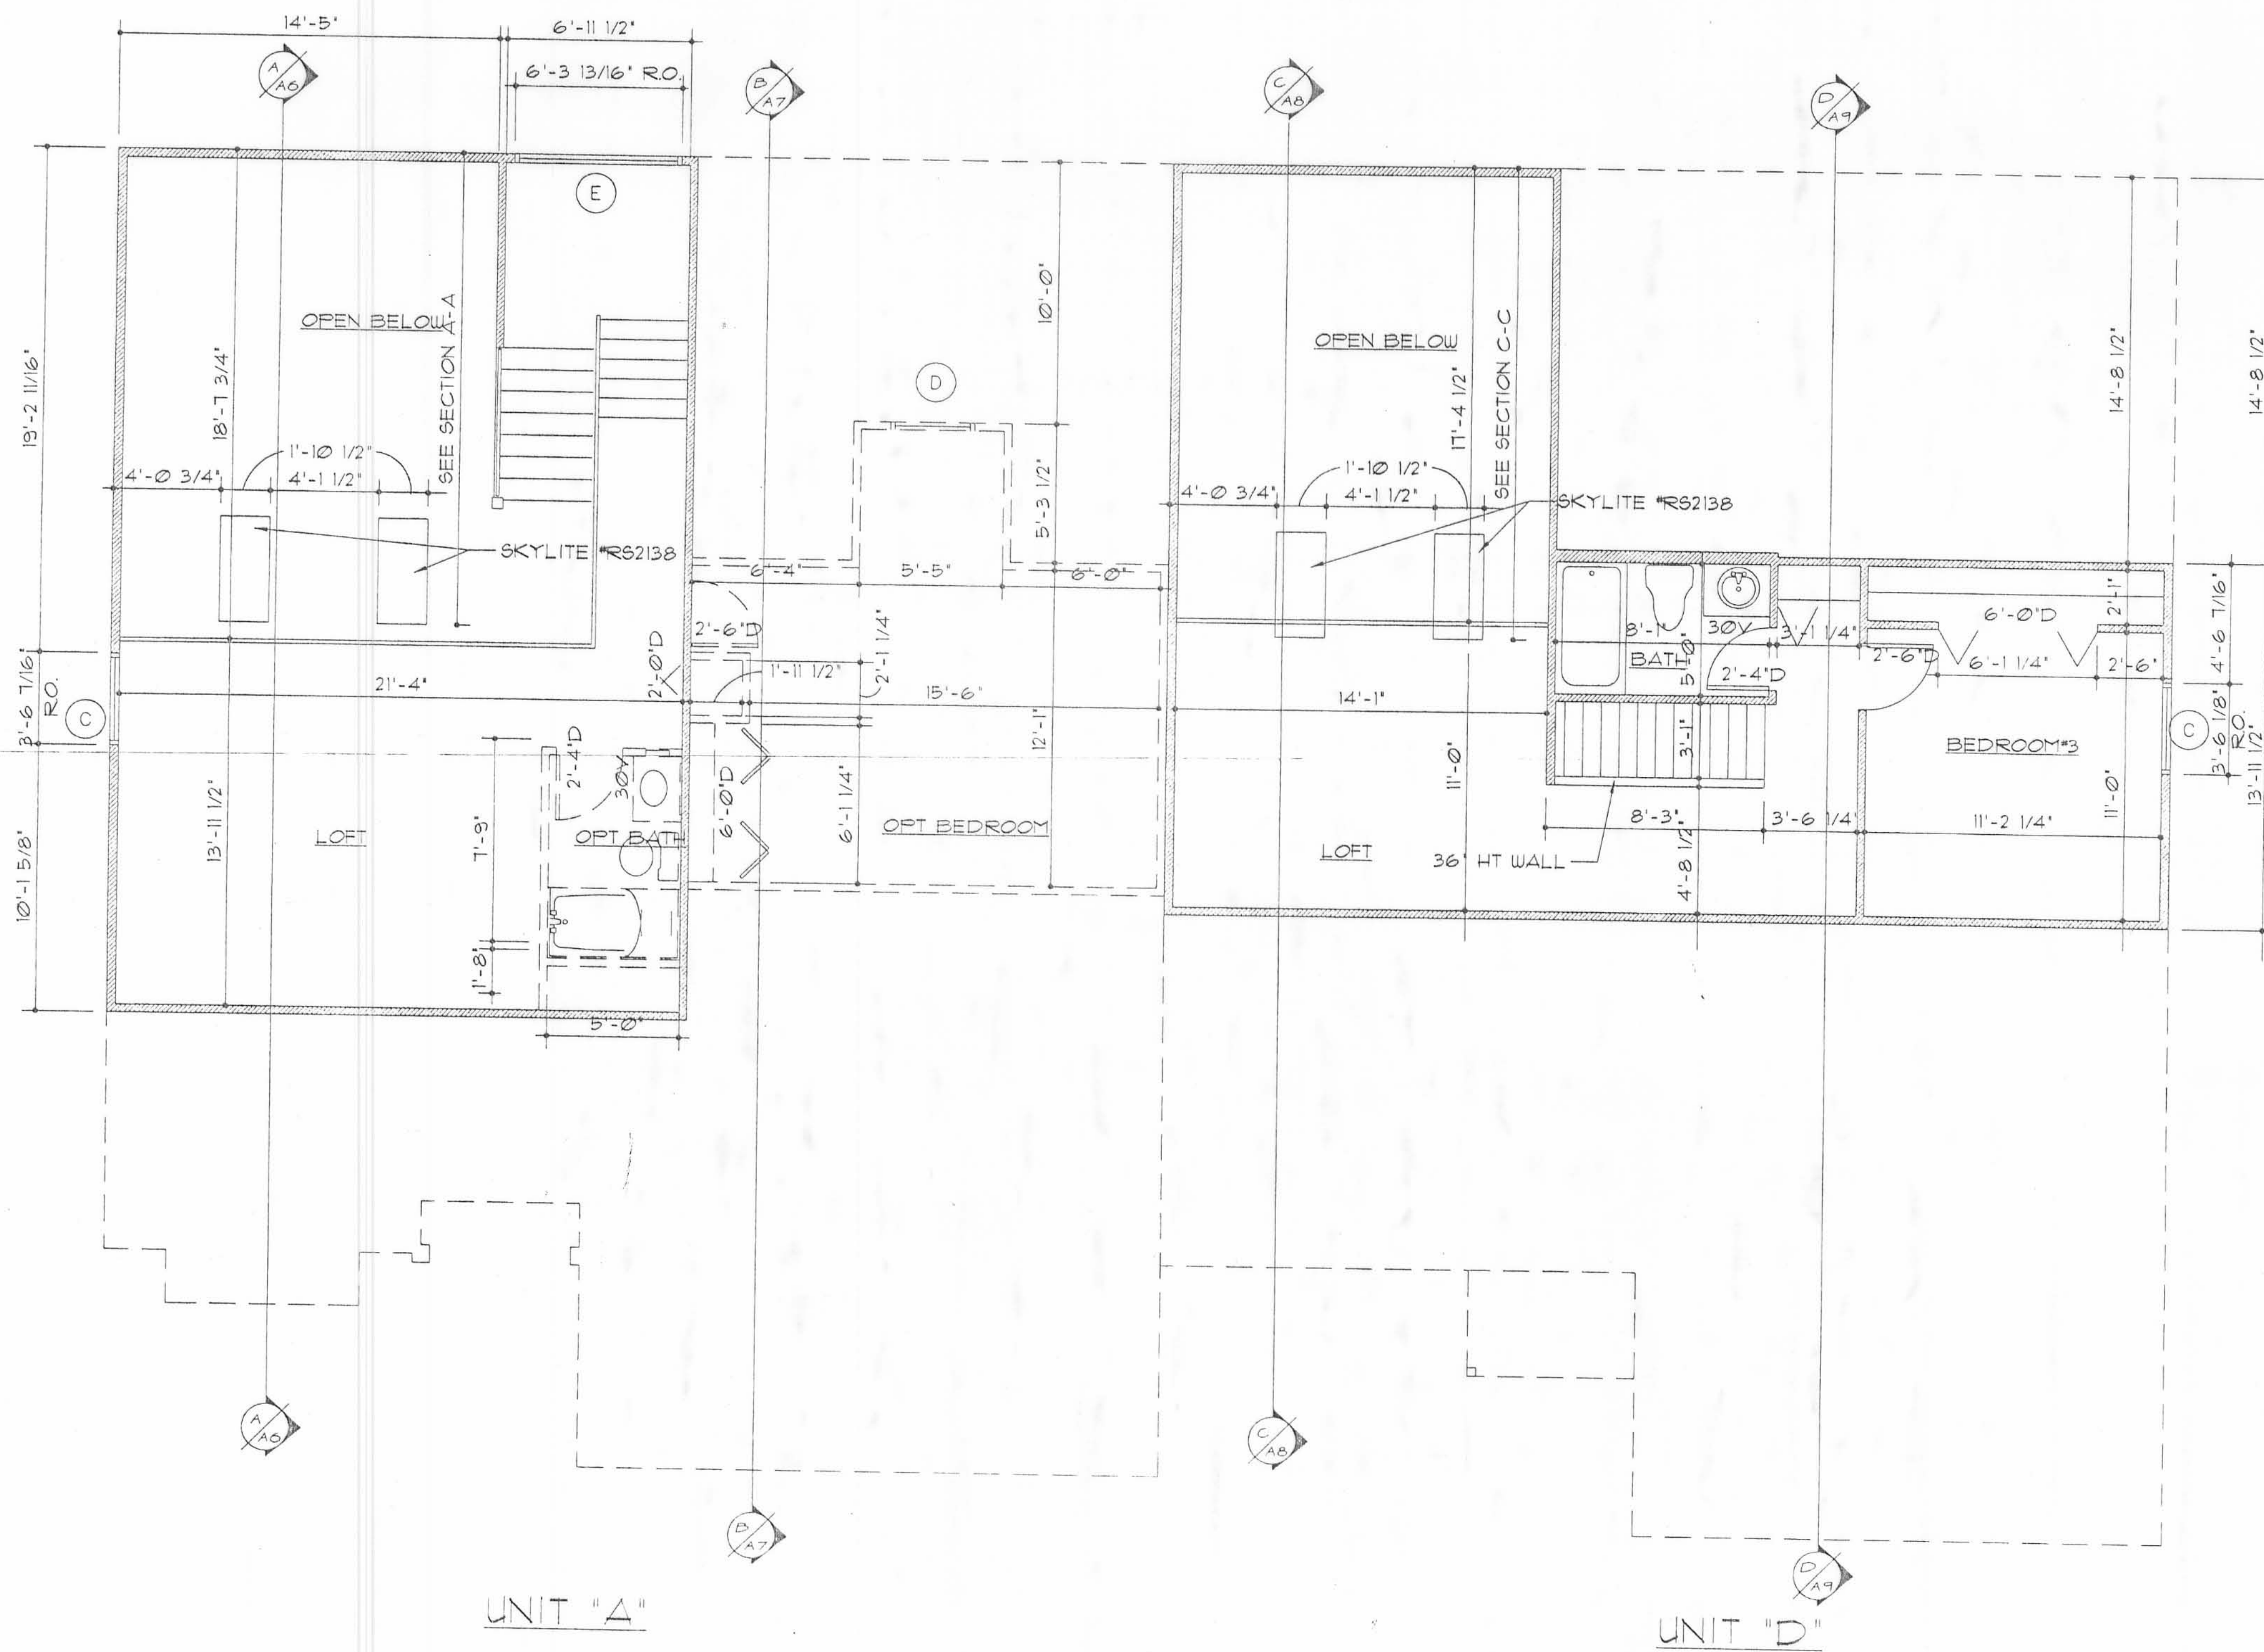 14'-5"
6'-11 1/2"
6'-3 13/16" R.O.
A
A6
B
A7
C
A8
D
A9
E
OPEN BELOW
SEE SECTION A-A
18'-7 3/4"
19'-2 11/16"
1'-10 1/2"
4'-0 3/4"
4'-1 1/2"
SKYLITE #RS2138
10'-0"
D
5'-3 1/2"
6'-4"
5'-5"
6'-0"
2'-6"D
2'-0"D
1'-11 1/2"
2'-1 1/4"
15'-6"
12'-1"
21'-4"
3'-6 7/16"
R.O.
C
10'-1 5/8"
13'-11 1/2"
LOFT
7'-9"
1'-8"
2'-4"D
30V
OPT BATH
6'-0"D
6'-1 1/4"
OPT BEDROOM
5'-0"
OPEN BELOW
17'-4 1/2"
SEE SECTION C-C
1'-10 1/2"
4'-0 3/4"
4'-1 1/2"
SKYLITE #RS2138
14'-8 1/2"
14'-8 1/2"
8'-1"
30V
3'-1 1/4"
BATH
5'-0"
2'-4"D
2'-6"D
6'-0"D
2'-1"
6'-1 1/4"
2'-6"
4'-6 7/16"
3'-6 1/8"
R.O.
13'-11 1/2"
C
BEDROOM#3
14'-1"
11'-0"
3'-1"
8'-3"
3'-6 1/4"
11'-2 1/4"
11'-0"
LOFT
36" HT WALL
4'-8 1/2"
A
A6
B
A7
C
A8
D
A9
UNIT "A"
UNIT "D"